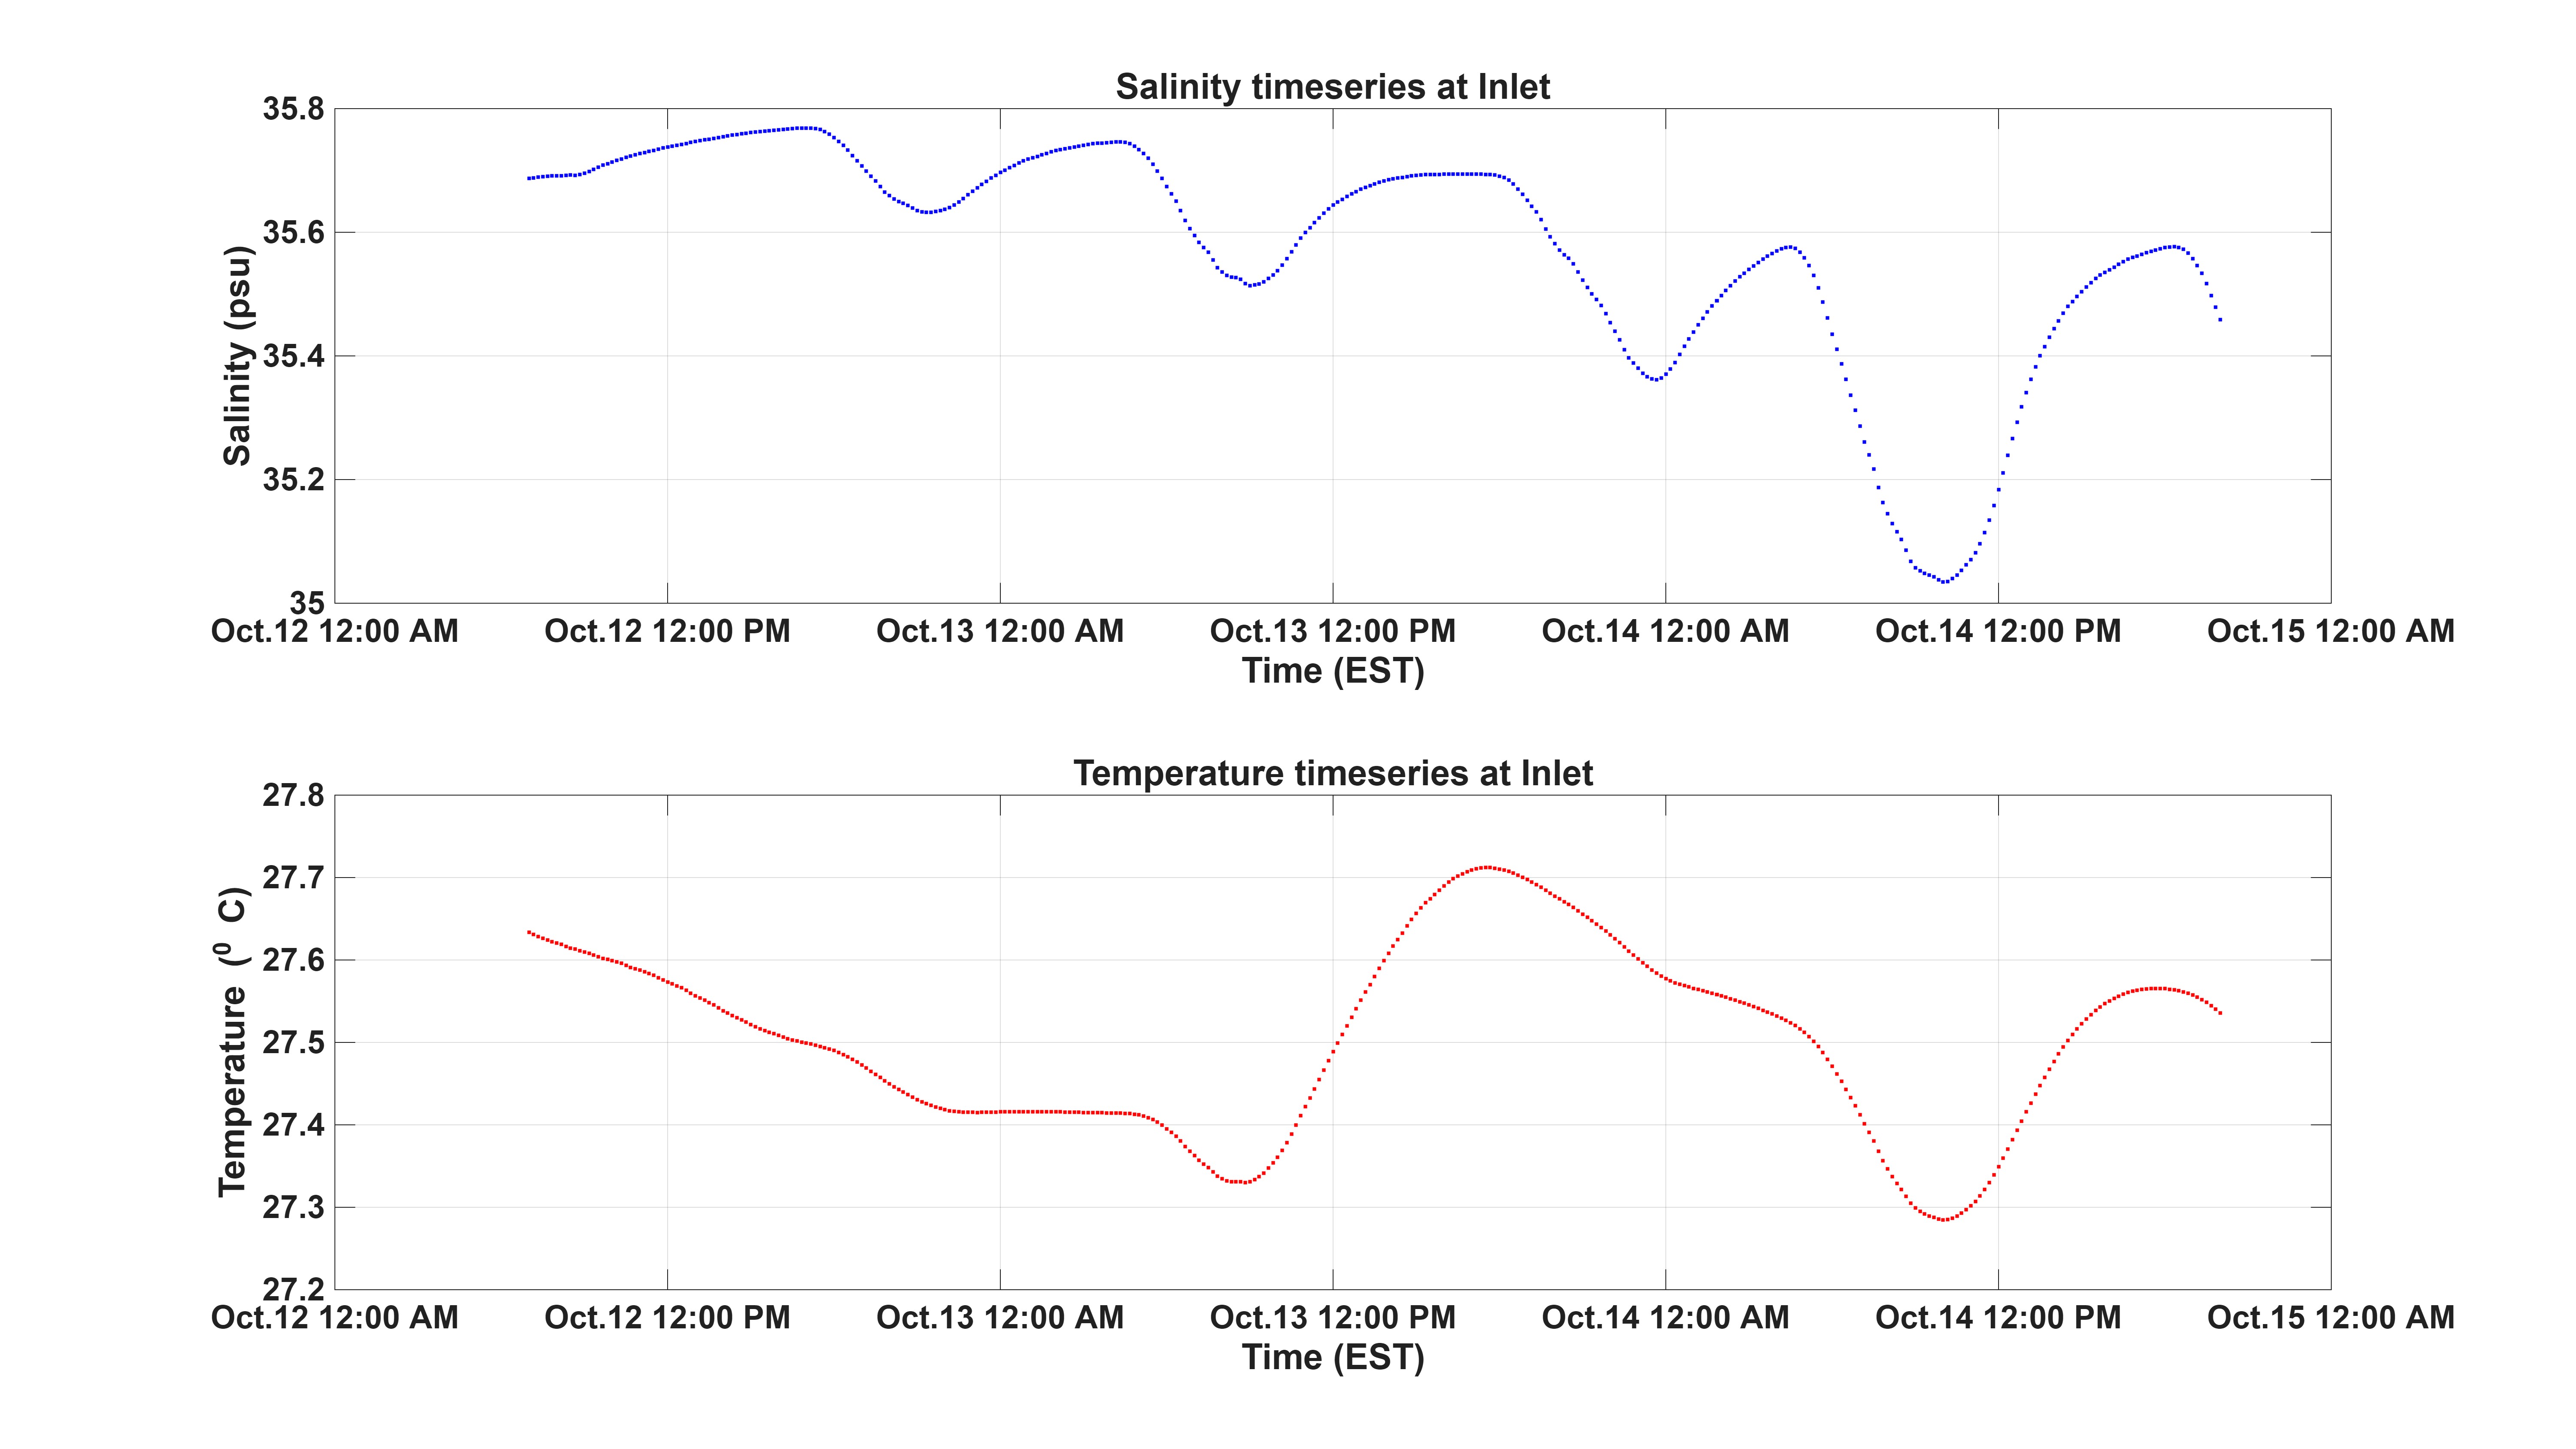 Salinity timeseries at Inlet
Salinity (psu)
35.8
35.6
35.4
35.2
35
Oct.12 12:00 AM Oct.12 12:00 PM Oct.13 12:00 AM Oct.13 12:00 PM Oct.14 12:00 AM Oct.14 12:00 PM Oct.15 12:00 AM
Time (EST)
Temperature timeseries at Inlet
Temperature (⁰ C)
27.8
27.7
27.6
27.5
27.4
27.3
27.2
Oct.12 12:00 AM Oct.12 12:00 PM Oct.13 12:00 AM Oct.13 12:00 PM Oct.14 12:00 AM Oct.14 12:00 PM Oct.15 12:00 AM
Time (EST)